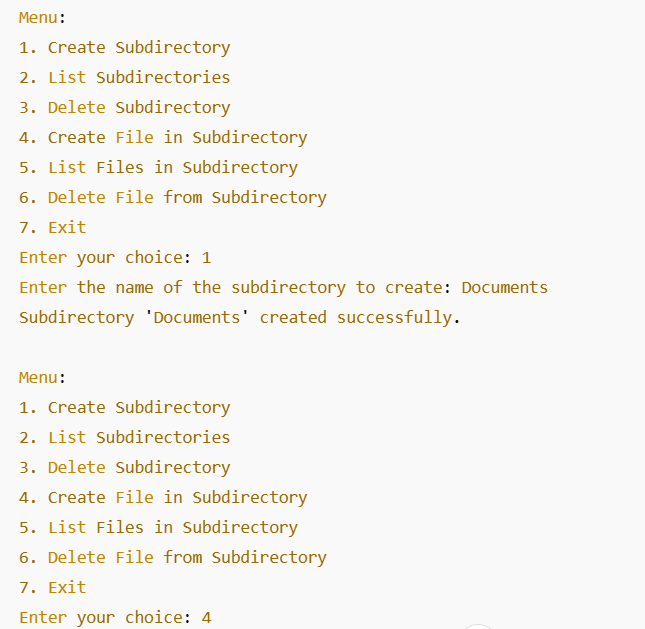 Menu:
1. Create Subdirectory
2. List Subdirectories
3. Delete Subdirectory
4. Create File in Subdirectory
5. List Files in Subdirectory
6. Delete File from Subdirectory
7. Exit
Enter your choice: 1
Enter the name of the subdirectory to create: Documents
Subdirectory 'Documents' created successfully.

Menu:
1. Create Subdirectory
2. List Subdirectories
3. Delete Subdirectory
4. Create File in Subdirectory
5. List Files in Subdirectory
6. Delete File from Subdirectory
7. Exit
Enter your choice: 4